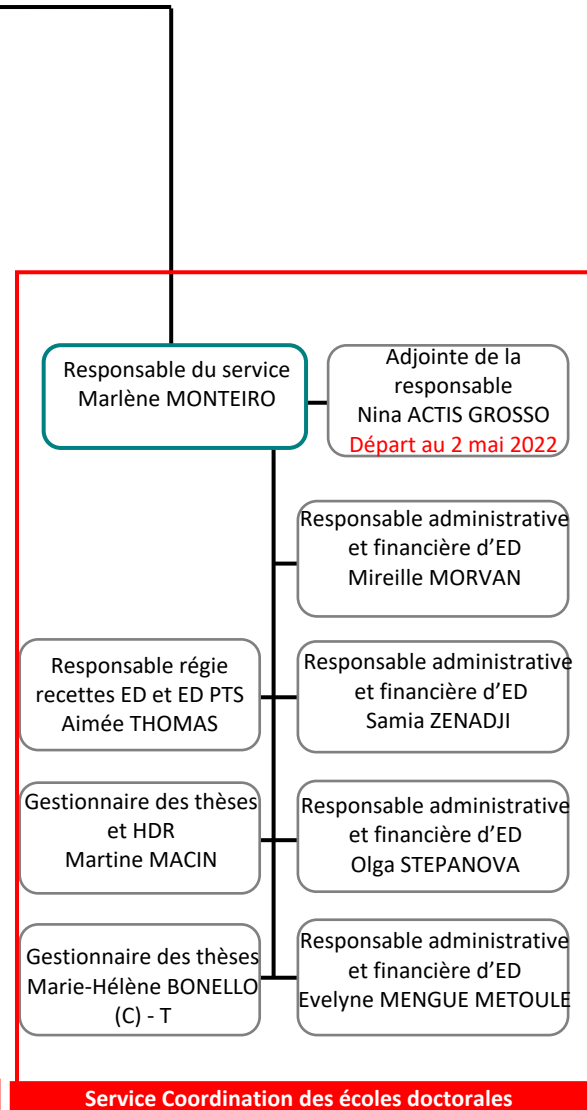 Responsable du service
Marlène MONTEIRO
Adjointe de la
responsable
Nina ACTIS GROSSO
Départ au 2 mai 2022
Responsable administrative
et financière d’ED
Mireille MORVAN
Responsable régie
recettes ED et ED PTS
Aimée THOMAS
Responsable administrative
et financière d’ED
Samia ZENADJI
Gestionnaire des thèses
et HDR
Martine MACIN
Responsable administrative
et financière d’ED
Olga STEPANOVA
Gestionnaire des thèses
Marie-Hélène BONELLO
(C) - T
Responsable administrative
et financière d’ED
Evelyne MENGUE METOULE
Service Coordination des écoles doctorales